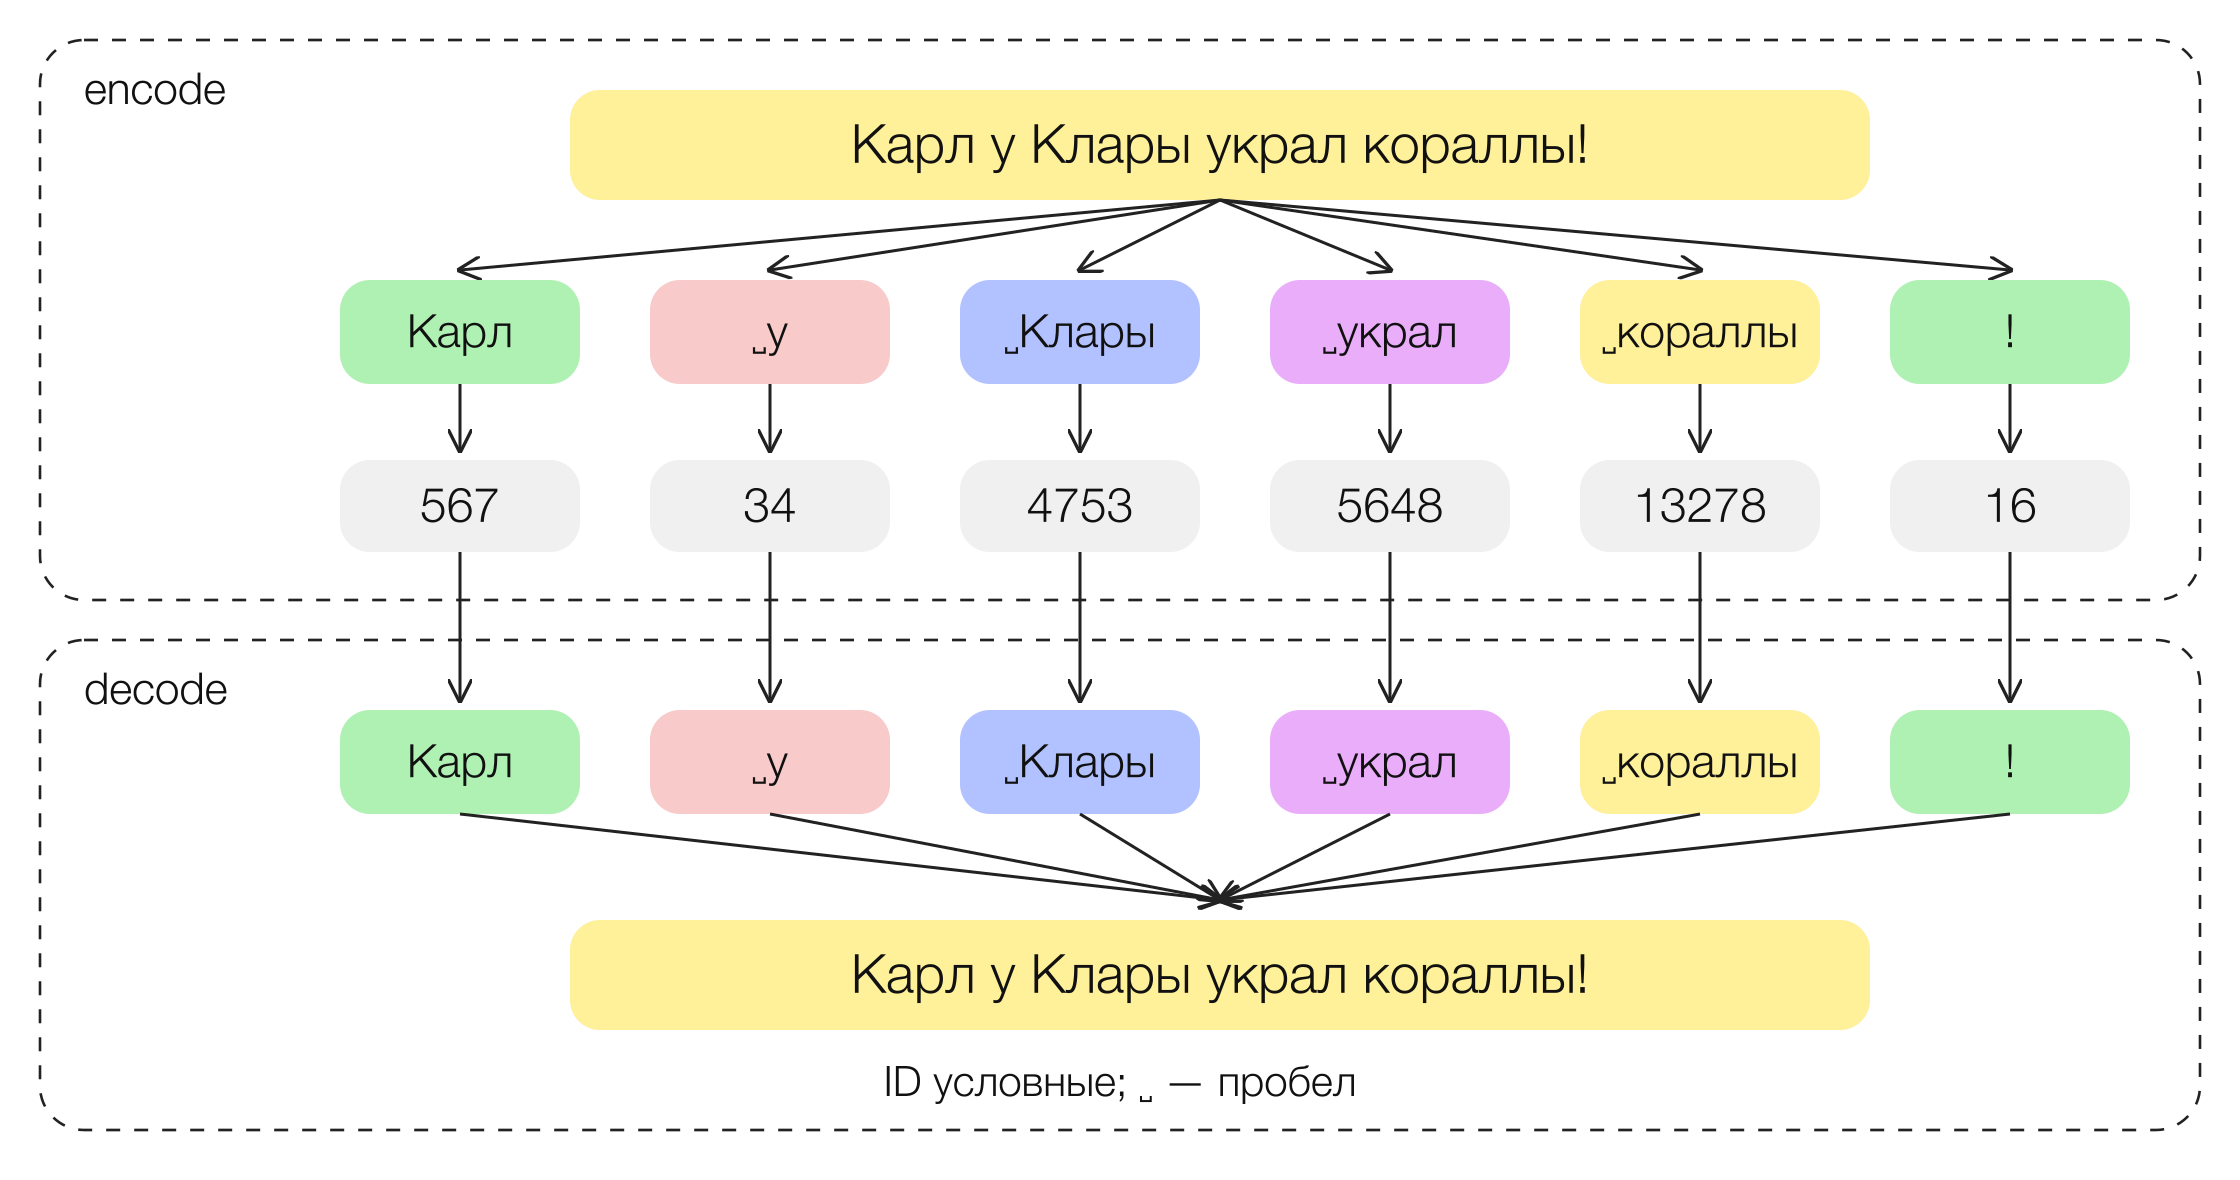 encode
Карл у Клары украл кораллы!
Карл ␣у ␣Клары ␣украл ␣кораллы !
567 34 4753 5648 13278 16
decode
Карл ␣у ␣Клары ␣украл ␣кораллы !
Карл у Клары украл кораллы!
ID условные; ␣ — пробел